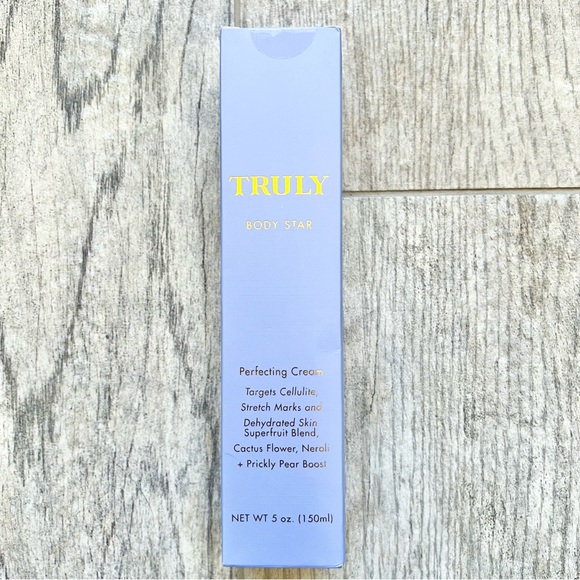 TRULY
BODY STAR
Perfecting Cream
Targets Cellulite,
Stretch Marks and
Dehydrated Skin
Superfruit Blend,
Cactus Flower, Neroli
+ Prickly Pear Boost
NET WT 5 oz. (150ml)